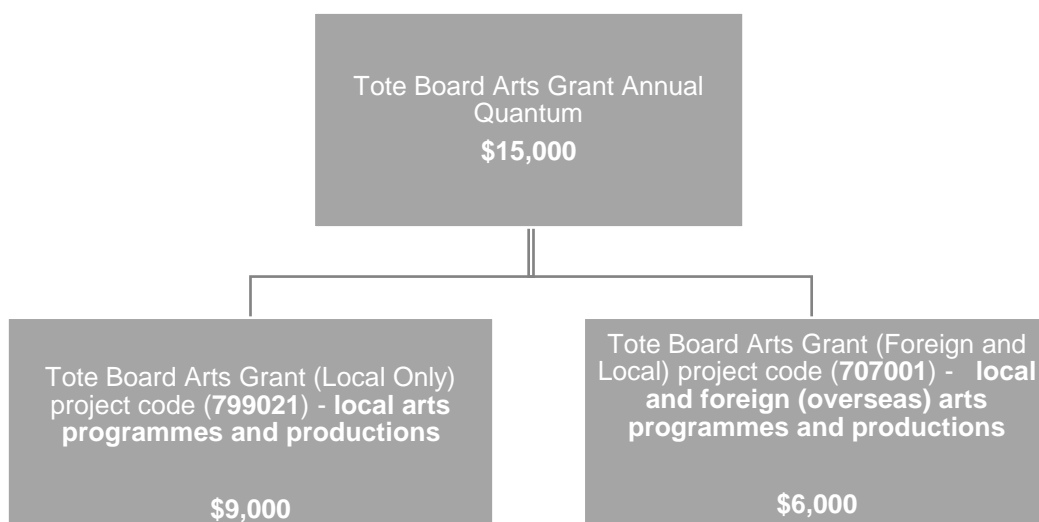 Tote Board Arts Grant Annual
Quantum
$15,000
Tote Board Arts Grant (Local Only)
project code (799021) - local arts
programmes and productions
$9,000
Tote Board Arts Grant (Foreign and
Local) project code (707001) - local
and foreign (overseas) arts
programmes and productions
$6,000